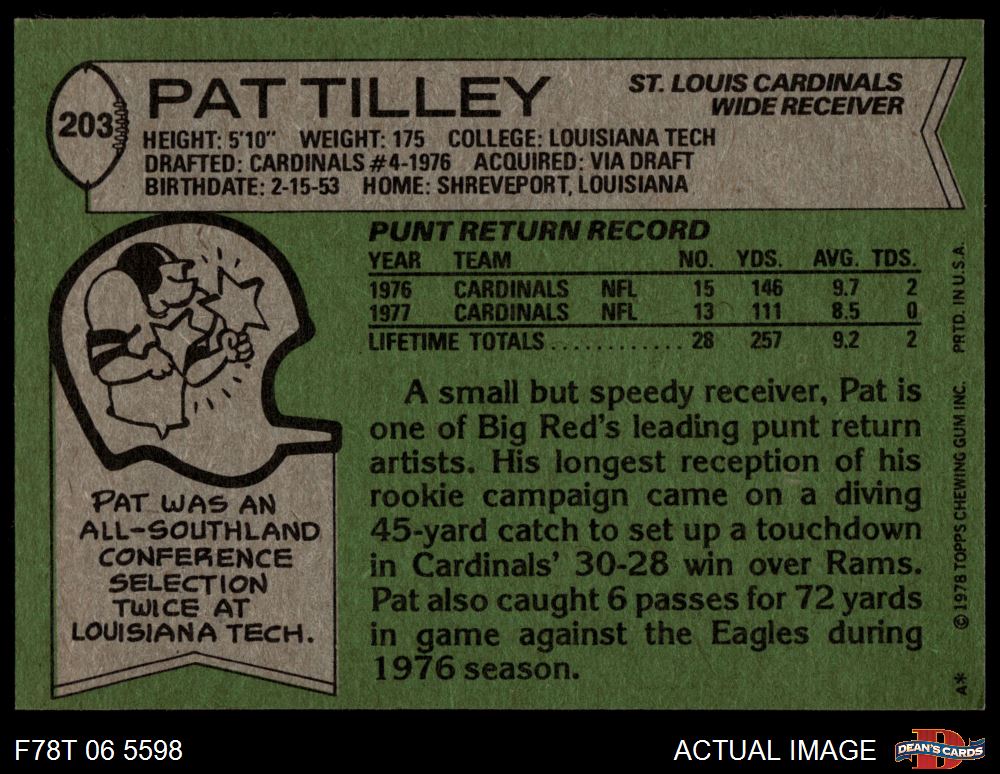 203
PAT TILLEY
ST. LOUIS CARDINALS
WIDE RECEIVER
HEIGHT: 5'10" WEIGHT: 175 COLLEGE: LOUISIANA TECH
DRAFTED: CARDINALS #4-1976 ACQUIRED: VIA DRAFT
BIRTHDATE: 2-15-53 HOME: SHREVEPORT, LOUISIANA
PUNT RETURN RECORD
YEAR TEAM NO. YDS. AVG. TDS.
1976 CARDINALS NFL 15 146 9.7 2
1977 CARDINALS NFL 13 111 8.5 0
LIFETIME TOTALS............ 28 257 9.2 2
A small but speedy receiver, Pat is
one of Big Red's leading punt return
artists. His longest reception of his
rookie campaign came on a diving
45-yard catch to set up a touchdown
in Cardinals' 30-28 win over Rams.
Pat also caught 6 passes for 72 yards
in game against the Eagles during
1976 season.
PAT WAS AN
ALL-SOUTHLAND
CONFERENCE
SELECTION
TWICE AT
LOUISIANA TECH.
A* © 1978 TOPPS CHEWING GUM INC. PRTD. IN U.S.A.
F78T 06 5598
ACTUAL IMAGE
D
DEAN'S CARDS